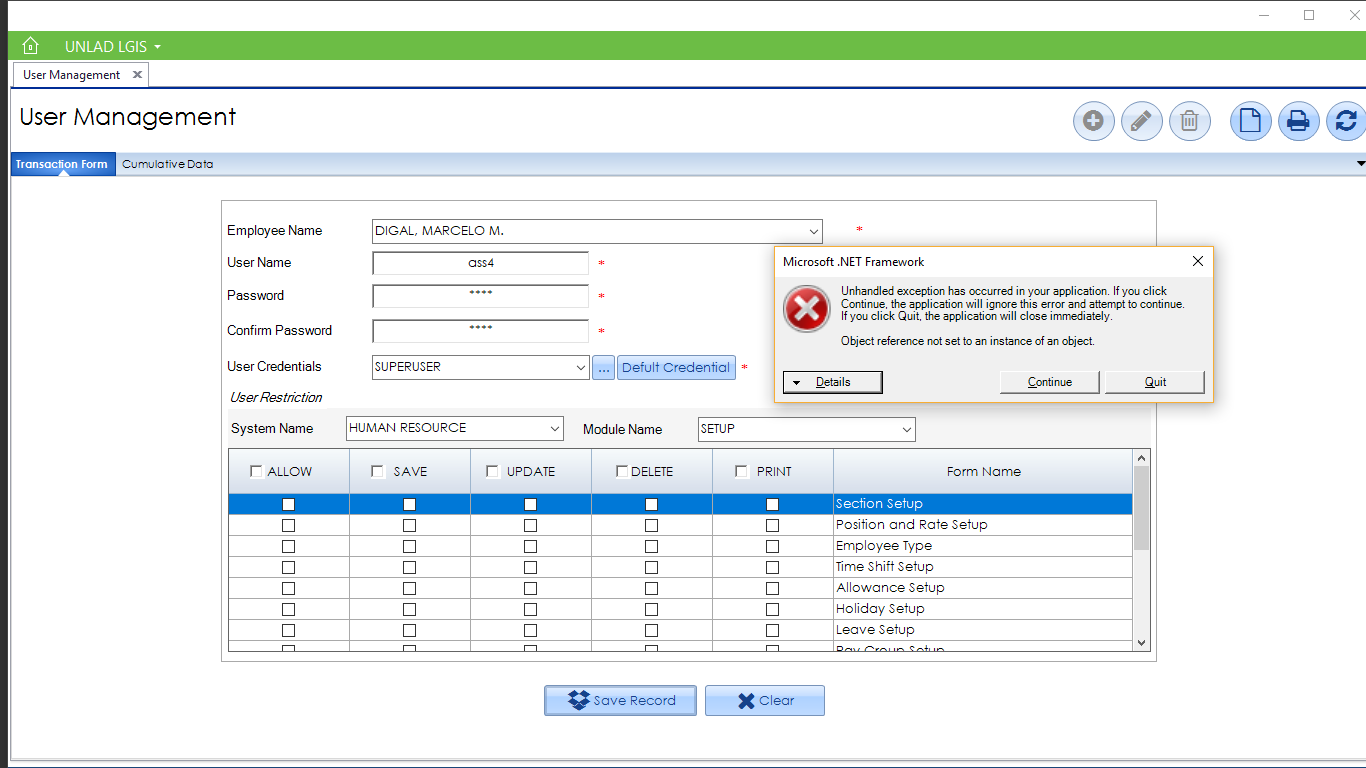 UNLAD LGIS
User Management
User Management
Transaction Form Cumulative Data
Employee Name DIGAL, MARCELO M. *
User Name ass4 *
Password **** *
Confirm Password **** *
User Credentials SUPERUSER ... Defult Credential *
Microsoft .NET Framework
Unhandled exception has occurred in your application. If you click
Continue, the application will ignore this error and attempt to continue.
If you click Quit, the application will close immediately.
Object reference not set to an instance of an object.
Details Continue Quit
User Restriction
System Name HUMAN RESOURCE Module Name SETUP
ALLOW SAVE UPDATE DELETE PRINT Form Name
Section Setup
Position and Rate Setup
Employee Type
Time Shift Setup
Allowance Setup
Holiday Setup
Leave Setup
Pay Group Setup
Save Record Clear